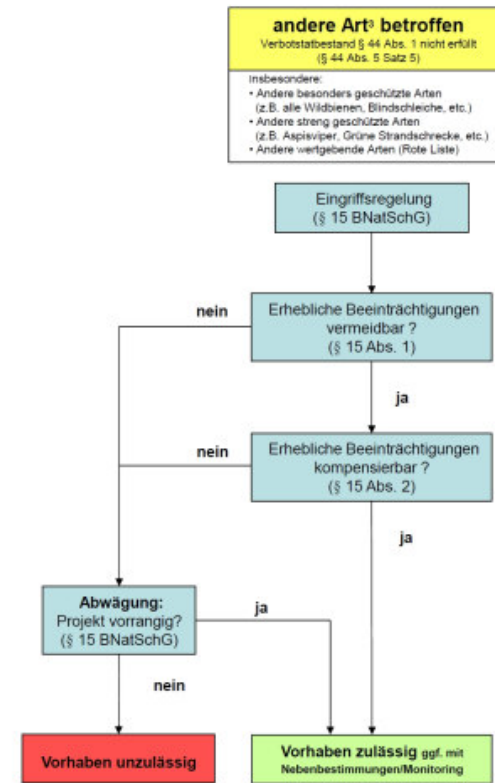 andere Art³ betroffen
Verbotstatbestand § 44 Abs. 1 nicht erfüllt
(§ 44 Abs. 5 Satz 5)
Insbesondere:
• Andere besonders geschützte Arten
(z.B. alle Wildbienen, Blindschleiche, etc.)
• Andere streng geschützte Arten
(z.B. Aspisviper, Grüne Strandschrecke, etc.)
• Andere wertgebende Arten (Rote Liste)
Eingriffsregelung
(§ 15 BNatSchG)
nein
Erhebliche Beeinträchtigungen
vermeidbar ?
(§ 15 Abs. 1)
ja
nein
Erhebliche Beeinträchtigungen
kompensierbar ?
(§ 15 Abs. 2)
ja
Abwägung:
Projekt vorrangig?
(§ 15 BNatSchG)
ja
nein
Vorhaben unzulässig
Vorhaben zulässig ggf. mit
Nebenbestimmungen/Monitoring